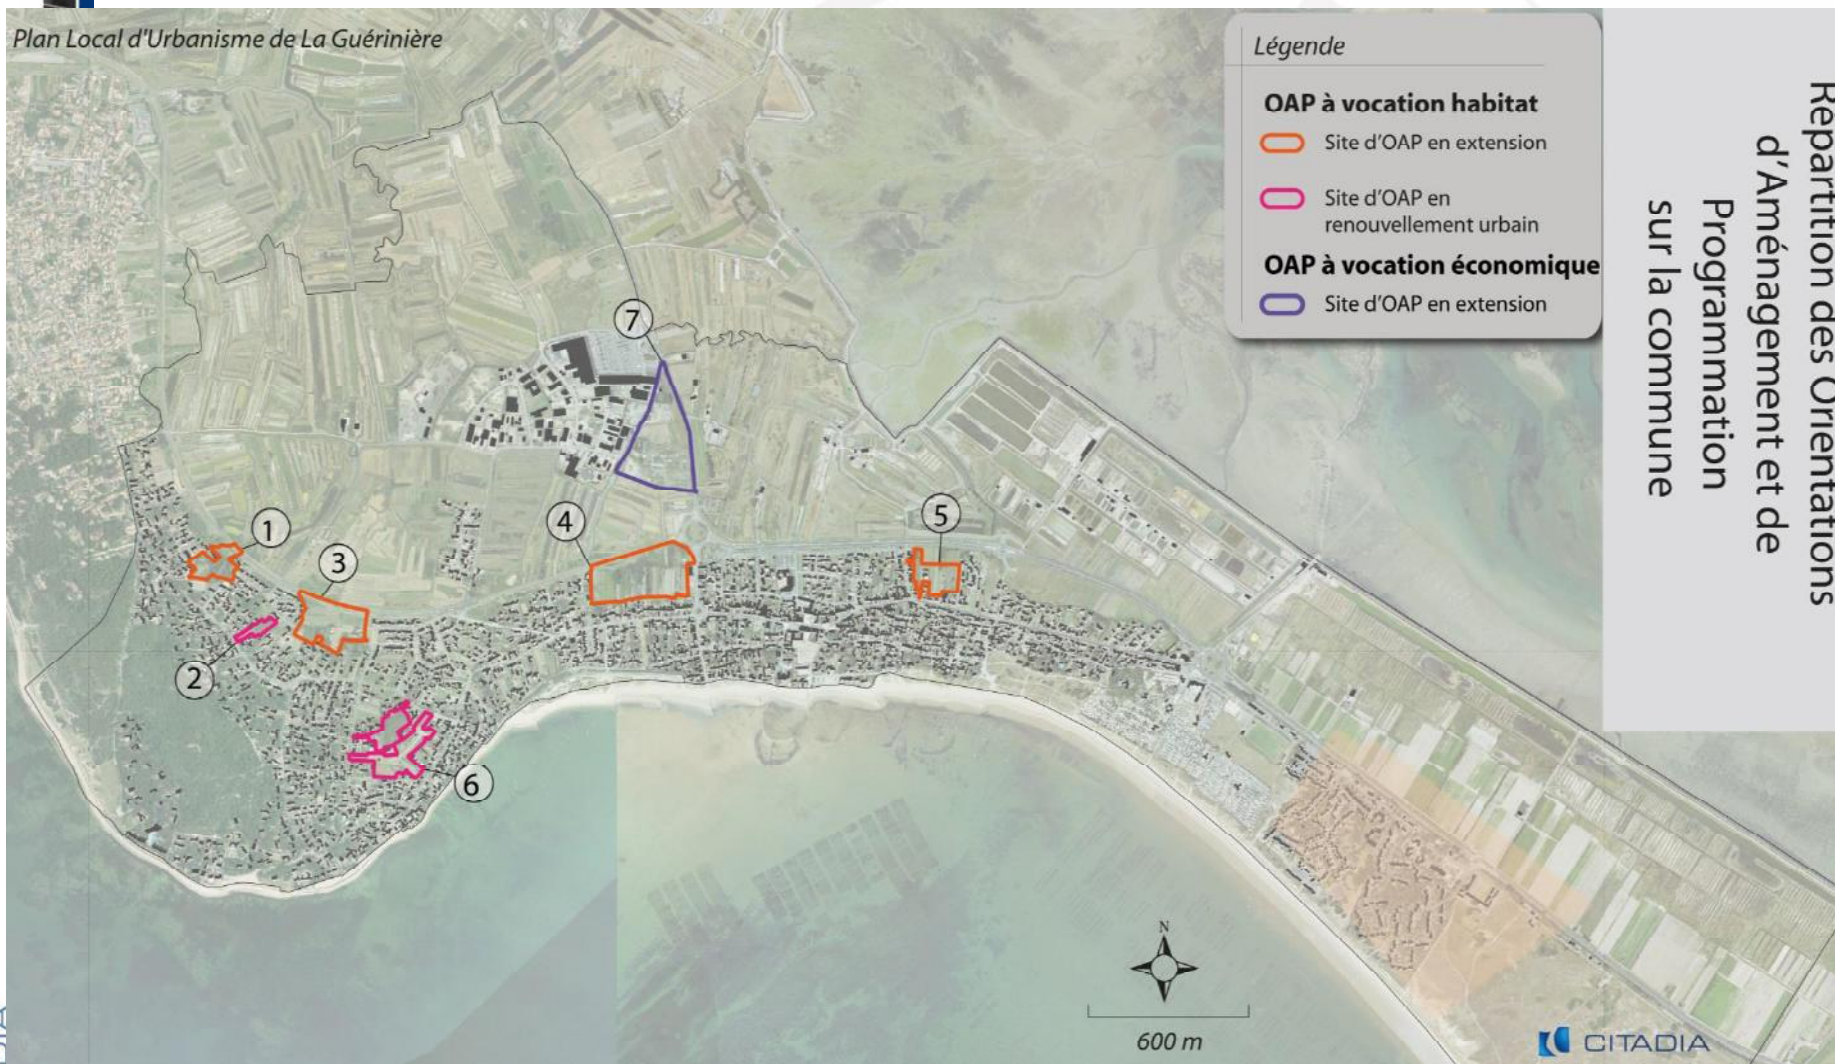 Plan Local d'Urbanisme de La Guérinière
Légende
OAP à vocation habitat
Site d'OAP en extension
Site d'OAP en
renouvellement urbain
OAP à vocation économique
Site d'OAP en extension
Répartition des Orientations
d'Aménagement et de
Programmation
sur la commune
7
1
4
5
3
2
6
N
600 m
CITADIA